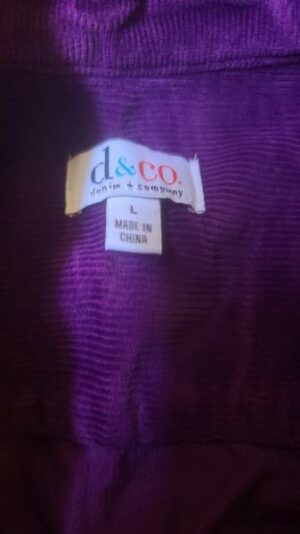 d&co.
denim + company
L
MADE IN
CHINA